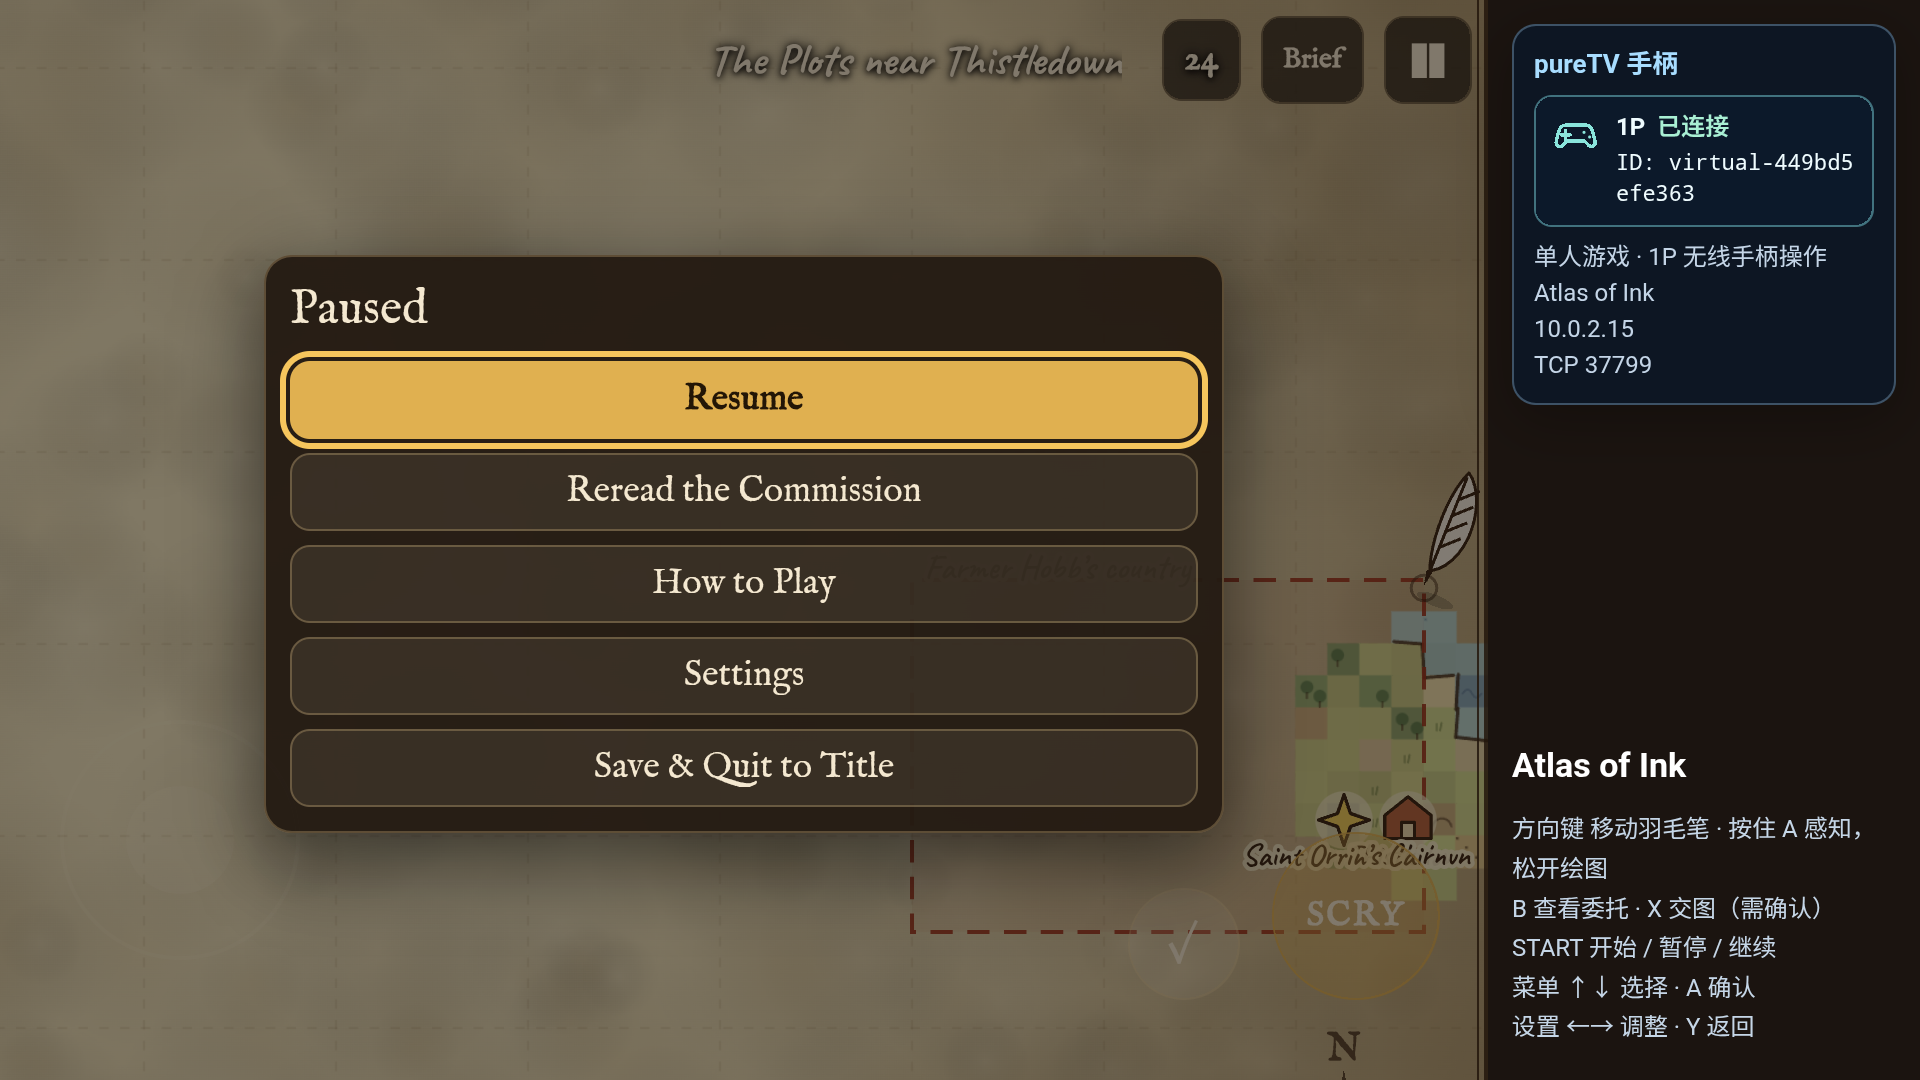 The Plots near Thistledown
24
Brief
Paused
Resume
Reread the Commission
Farmer Hobb's country
How to Play
Settings
Save & Quit to Title
Saint Orrin's Cairn
SCRY
N
pureTV 手柄
1P 已连接
ID: virtual-449bd5
efe363
单人游戏 · 1P 无线手柄操作
Atlas of Ink
10.0.2.15
TCP 37799
Atlas of Ink
方向键 移动羽毛笔 · 按住 A 感知，
松开绘图
B 查看委托 · X 交图（需确认）
START 开始 / 暂停 / 继续
菜单 ↑↓ 选择 · A 确认
设置 ←→ 调整 · Y 返回